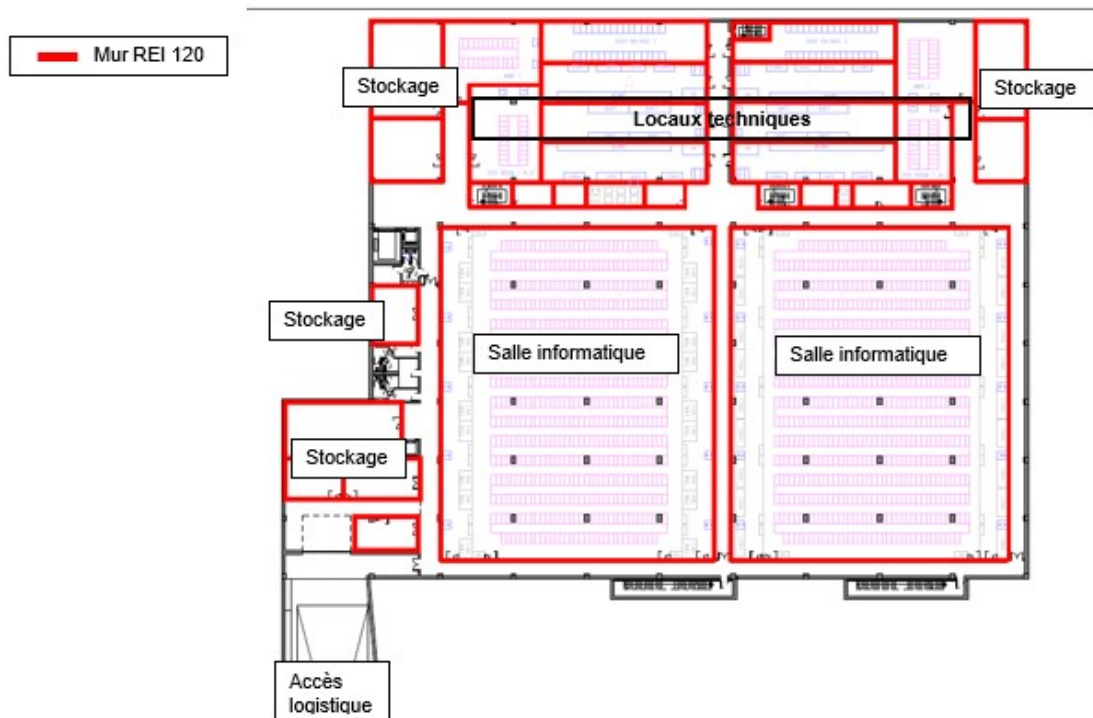 Mur REI 120
Stockage
Stockage
Locaux techniques
Stockage
Salle informatique
Salle informatique
Stockage
Accès
logistique